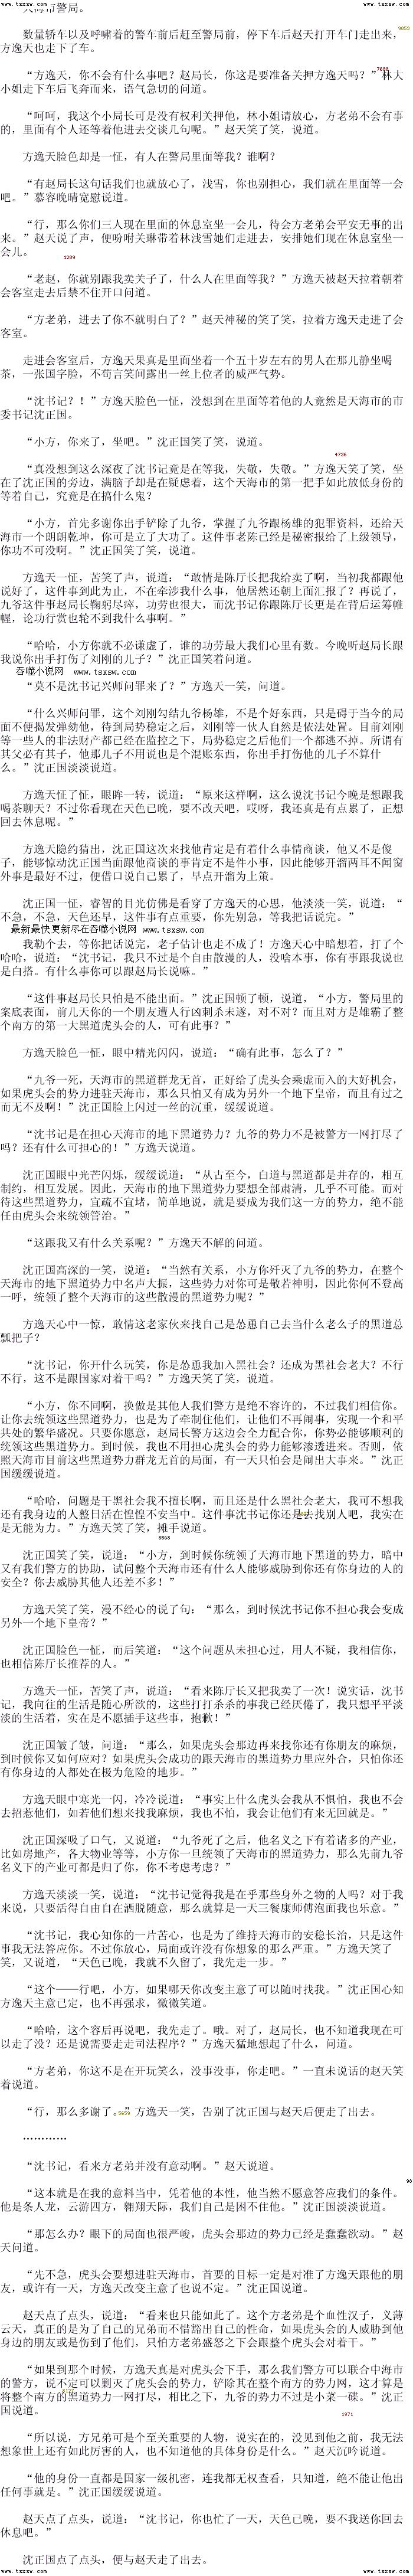 www.txsxw.com www.txsxw.com
天海市警局。
9053
数量轿车以及呼啸着的警车前后赶至警局前，停下车后赵天打开车门走出来，
方逸天也走下了车。
7699
“方逸天，你不会有什么事吧？赵局长，你这是要准备关押方逸天吗？”林大
小姐走下车后飞奔而来，语气急切的问道。
“呵呵，我这个小局长可是没有权利关押他，林小姐请放心，方老弟不会有事
的，里面有个人还等着他进去交谈几句呢。”赵天笑了笑，说道。
方逸天脸色却是一怔，有人在警局里面等我？谁啊？
“有赵局长这句话我们也就放心了，浅雪，你也别担心，我们就在里面等一会
吧。”慕容晚晴宽慰说道。
“行，那么你们三人现在里面的休息室坐一会儿，待会方老弟会平安无事的出
来。”赵天说了声，便吩咐关琳带着林浅雪她们走进去，安排她们现在休息室坐一
会儿。
1289
“老赵，你就别跟我卖关子了，什么人在里面等我？”方逸天被赵天拉着朝着
会客室走去后禁不住开口问道。
“方老弟，进去了你不就明白了？”赵天神秘的笑了笑，拉着方逸天走进了会
客室。
走进会客室后，方逸天果真是里面坐着一个五十岁左右的男人在那儿静坐喝
茶，一张国字脸，不苟言笑间露出一丝上位者的威严气势。
“沈书记？！”方逸天脸色一怔，没想到在里面等着他的人竟然是天海市的市
委书记沈正国。
“小方，你来了，坐吧。”沈正国笑了笑，说道。
4736
“真没想到这么深夜了沈书记竟是在等我，失敬，失敬。”方逸天笑了笑，坐
在了沈正国的旁边，满脑子却是在疑虑着，这个天海市的第一把手如此放低身份的
等着自己，究竟是在搞什么鬼？
“小方，首先多谢你出手铲除了九爷，掌握了九爷跟杨雄的犯罪资料，还给天
海市一个朗朗乾坤，你可是立了大功了。这件事老陈已经是秘密报给了上级领导，
你功不可没啊。”沈正国笑了笑，说道。
方逸天一怔，苦笑了声，说道：“敢情是陈厅长把我给卖了啊，当初我都跟他
说好了，这件事到此为止，不在牵涉我什么事，他居然还朝上面汇报了？再说了，
九爷这件事赵局长鞠躬尽瘁，功劳也很大，而沈书记你跟陈厅长更是在背后运筹帷
幄，论功行赏也轮不到我什么事啊。”
“哈哈，小方你就不必谦虚了，谁的功劳最大我们心里有数。今晚听赵局长跟
我说你出手打伤了刘刚的儿子？”沈正国笑着问道。
吞噬小说网 www.tsxsw.com
“莫不是沈书记兴师问罪来了？”方逸天一笑，问道。
“什么兴师问罪，这个刘刚勾结九爷杨雄，不是个好东西，只是碍于当今的局
面不便揭发弹劾他，待到局势稳定之后，刘刚等一伙人自然是依法处置。目前刘刚
等一些人的非法财产都已经在监控之下，局势稳定之后他们一个都逃不掉。所谓有
其父必有其子，他那儿子不用说也是个混账东西，你出手打伤他的儿子不算什
么。”沈正国淡淡说道。
方逸天怔了怔，眼眸一转，说道：“原来这样啊，这么说沈书记今晚是想跟我
喝茶聊天？不过你看现在天色已晚，要不改天吧，哎呀，我还真是有点累了，正想
回去休息呢。”
方逸天隐约猜出，沈正国这次来找他肯定是有着什么事情商谈，他又不是傻
子，能够惊动沈正国当面跟他商谈的事肯定不是件小事，因此能够开溜两耳不闻窗
外事是最好不过，便借口说自己累了，早点开溜为上策。
沈正国一怔，睿智的目光仿佛是看穿了方逸天的心思，他淡淡一笑，说道：“
不急，不急，天色还早，这件事有点重要，你先别急，等我把话说完。”
最新最快更新尽在吞噬小说网 www.tsxsw.com
我勒个去，等你把话说完，老子估计也走不成了！方逸天心中暗想着，打了个
哈哈，说道：“沈书记，我只不过是个自由散漫的人，没啥本事，你有事跟我说也
是白搭。有什么事你可以跟赵局长说嘛。”
“这件事赵局长只怕是不能出面。”沈正国顿了顿，说道，“小方，警局里的
案底表面，前几天你的一个朋友遭人行凶刺杀未遂，对不对？而且对方是雄霸了整
个南方的第一大黑道虎头会的人，可有此事？”
方逸天脸色一怔，眼中精光闪闪，说道：“确有此事，怎么了？”
“九爷一死，天海市的黑道群龙无首，正好给了虎头会乘虚而入的大好机会，
如果虎头会的势力进驻天海市，那么只怕又有成为另外一个地下皇帝，而且有过之
而无不及啊！”沈正国脸上闪过一丝的沉重，缓缓说道。
“沈书记是在担心天海市的地下黑道势力？九爷的势力不是被警方一网打尽了
吗？还有什么可担心的！”方逸天说道。
沈正国眼中光芒闪烁，缓缓说道：“从古至今，白道与黑道都是并存的，相互
制约，相互发展。因此，天海市的地下黑道势力要想全部肃清，几乎不可能。而对
待这些黑道势力，宜疏不宜堵，简单地说，就是要成为我们这一方的势力，绝不能
任由虎头会来统领管治。”
“这跟我又有什么关系呢？”方逸天不解的问道。
沈正国高深的一笑，说道：“当然有关系，小方你歼灭了九爷的势力，在整个
天海市的地下黑道势力中名声大振，这些势力对你可是敬若神明，因此你何不登高
一呼，统领了整个天海市的这些散漫的黑道势力呢？”
方逸天心中一惊，敢情这老家伙来找自己是怂恿自己去当什么老么子的黑道总
瓢把子？
“沈书记，你开什么玩笑，你是怂恿我加入黑社会？还成为黑社会老大？不行
不行，这不是跟国家对着干吗？”方逸天笑了笑，说道。
“小方，你不同啊，换做是其他人我们警方是绝不容许的，不过我们相信你。
让你去统领这些黑道势力，也是为了牵制住他们，让他们不再闹事，实现一个和平
共处的繁华盛况。只要你愿意，赵局长警方这边会全力配合你，你势必能够顺利的
统领这些黑道势力。到时候，我也不用担心虎头会的势力能够渗透进来。否则，依
照天海市目前这些黑道势力群龙无首的局面，有一天只怕会是闹出大事来。”沈正
国缓缓说道。
“哈哈，问题是干黑社会我不擅长啊，而且还是什么黑社会老大，我可不想我
还有我身边的人整日活在惶惶不安当中。这件事沈书记你还是去找别人吧，我实在
是无能为力。”方逸天笑了笑，摊手说道。
8568
沈正国笑了笑，说道：“小方，到时候你统领了天海市地下黑道的势力，暗中
又有我们警方的协助，试问整个天海市还有什么人能够威胁到你还有你身边的人的
安全？你去威胁其他人还差不多！”
方逸天笑了笑，漫不经心的说了句：“那么，到时候沈书记你不担心我会变成
另外一个地下皇帝？”
沈正国脸色一怔，而后笑道：“这个问题从未担心过，用人不疑，我相信你，
也相信陈厅长推荐的人。”
方逸天一怔，苦笑了声，说道：“看来陈厅长又把我卖了一次！说实话，沈书
记，我向往的生活是随心所欲的，这些打打杀杀的事我已经厌倦了，我只想平平淡
淡的生活着，实在是不愿插手这些事，抱歉！”
沈正国皱了皱，问道：“那么，如果虎头会那边再来找你还有你朋友的麻烦，
到时候你又如何应对？如果虎头会成功的跟天海市的黑道势力里应外合，只怕你还
有你身边的人都处在极为危险的地步。”
方逸天眼中寒光一闪，冷冷说道：“事实上什么虎头会我从不惧怕，我也不会
去招惹他们，如若他们想来找我麻烦，我也不怕，我会让他们有来无回就是。”
沈正国深吸了口气，又说道：“九爷死了之后，他名义之下有着诸多的产业，
比如房地产，各大物业等等，小方你一旦统领了天海市的黑道势力，那么先前九爷
名义下的产业可都是归了你，你不考虑考虑？”
方逸天淡淡一笑，说道：“沈书记觉得我是在乎那些身外之物的人吗？对于我
来说，只要活得自由自在洒脱随意，那么就算是一天三餐康师傅泡面我也乐意。”
“沈书记，我心知你的一片苦心，也是为了维持天海市的安稳长治，只是这件
事我无法答应你。不过你放心，局面或许没有你想象的那么严重。”方逸天笑了
笑，又说道，“天色已晚，我就不久留了，我先走一步。”
“这个——行吧，小方，如果哪天你改变主意了可以随时找我。”沈正国心知
方逸天主意已定，也不再强求，微微笑道。
“哈哈，这个容后再说吧，我先走了。哦。对了，赵局长，也不知道我现在可
以走了没？还是说需要走走司法程序？”方逸天猛地想起了什么，问道。
“方老弟，你这不是在开玩笑么，没事没事，你走吧。”一直未说话的赵天笑
着说道。
5659
“行，那么多谢了。”方逸天一笑，告别了沈正国与赵天后便走了出去。
…………
“沈书记，看来方老弟并没有意动啊。”赵天说道。
98
“这本就是在我的意料当中，凭着他的本性，他当然不愿意答应我们的条件。
他是条人龙，云游四方，翱翔天际，我们自己是困不住他。”沈正国淡淡说道。
“那怎么办？眼下的局面也很严峻，虎头会那边的势力已经是蠢蠢欲动。”赵
天问道。
“先不急，虎头会要想进驻天海市，首要的目标一定是对准了方逸天跟他的朋
友，或许有一天，方逸天改变主意了也说不定。”沈正国说道。
赵天点了点头，说道：“看来也只能如此了。这个方老弟是个血性汉子，义薄
云天，真正的是为了自己的兄弟而不惜豁出自己的性命，如果虎头会的人威胁到他
身边的朋友或是伤到了他们，只怕方老弟盛怒之下会跟整个虎头会对着干。”
“如果到那个时候，方逸天真是对虎头会下手，那么我们警方可以联合中海市
的警方，说不定可以剿灭了虎头会的势力，铲除其在整个南方的势力网，这才算是
将整个南方的黑道势力一网打尽，相比之下，九爷的势力不过是小菜一碟。”沈正
国说道。
1971
“所以说，方兄弟可是个至关重要的人物，说实在的，没见到他之前，我无法
想象世上还有如此厉害的人，也不知道他的具体身份是什么。”赵天沉吟说道。
“他的身份一直都是国家一级机密，连我都无权查看，只知道，绝不能让他出
任何事就是。”沈正国缓缓说道。
赵天点了点头，说道：“沈书记，你也忙了一天，天色已晚，要不我送你回去
休息吧。”
沈正国点了点头，便与赵天走了出去。
www.txsxw.com www.txsxw.com